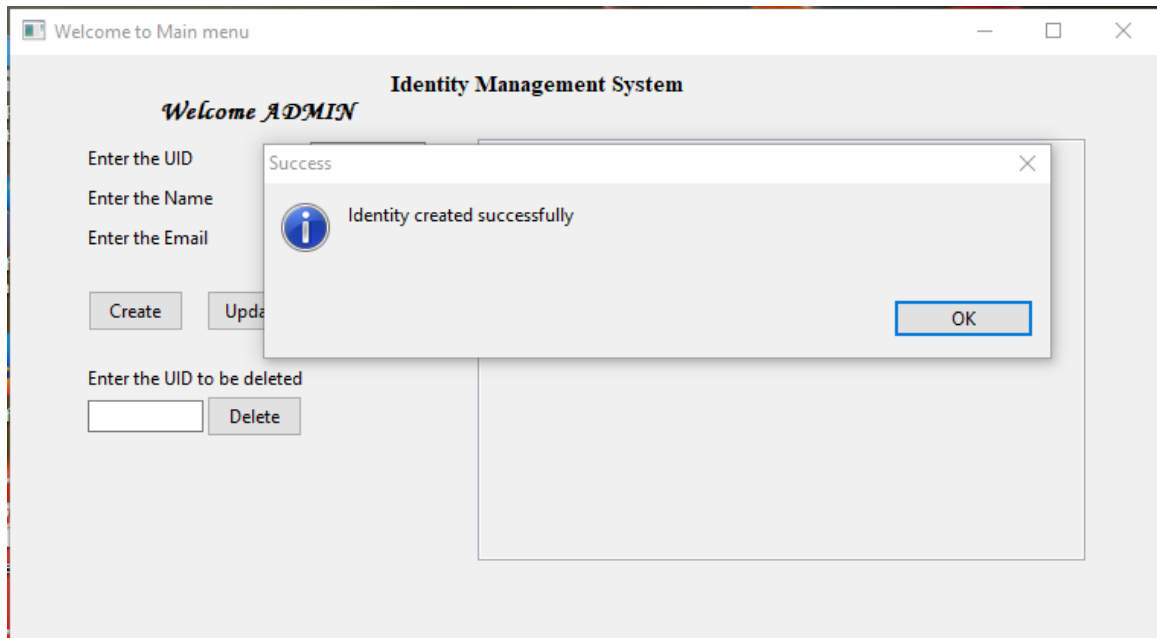 Welcome to Main menu
Identity Management System
Welcome ADMIN
Enter the UID
Success
Enter the Name
Identity created successfully
Enter the Email
Create
OK
Enter the UID to be deleted
Delete